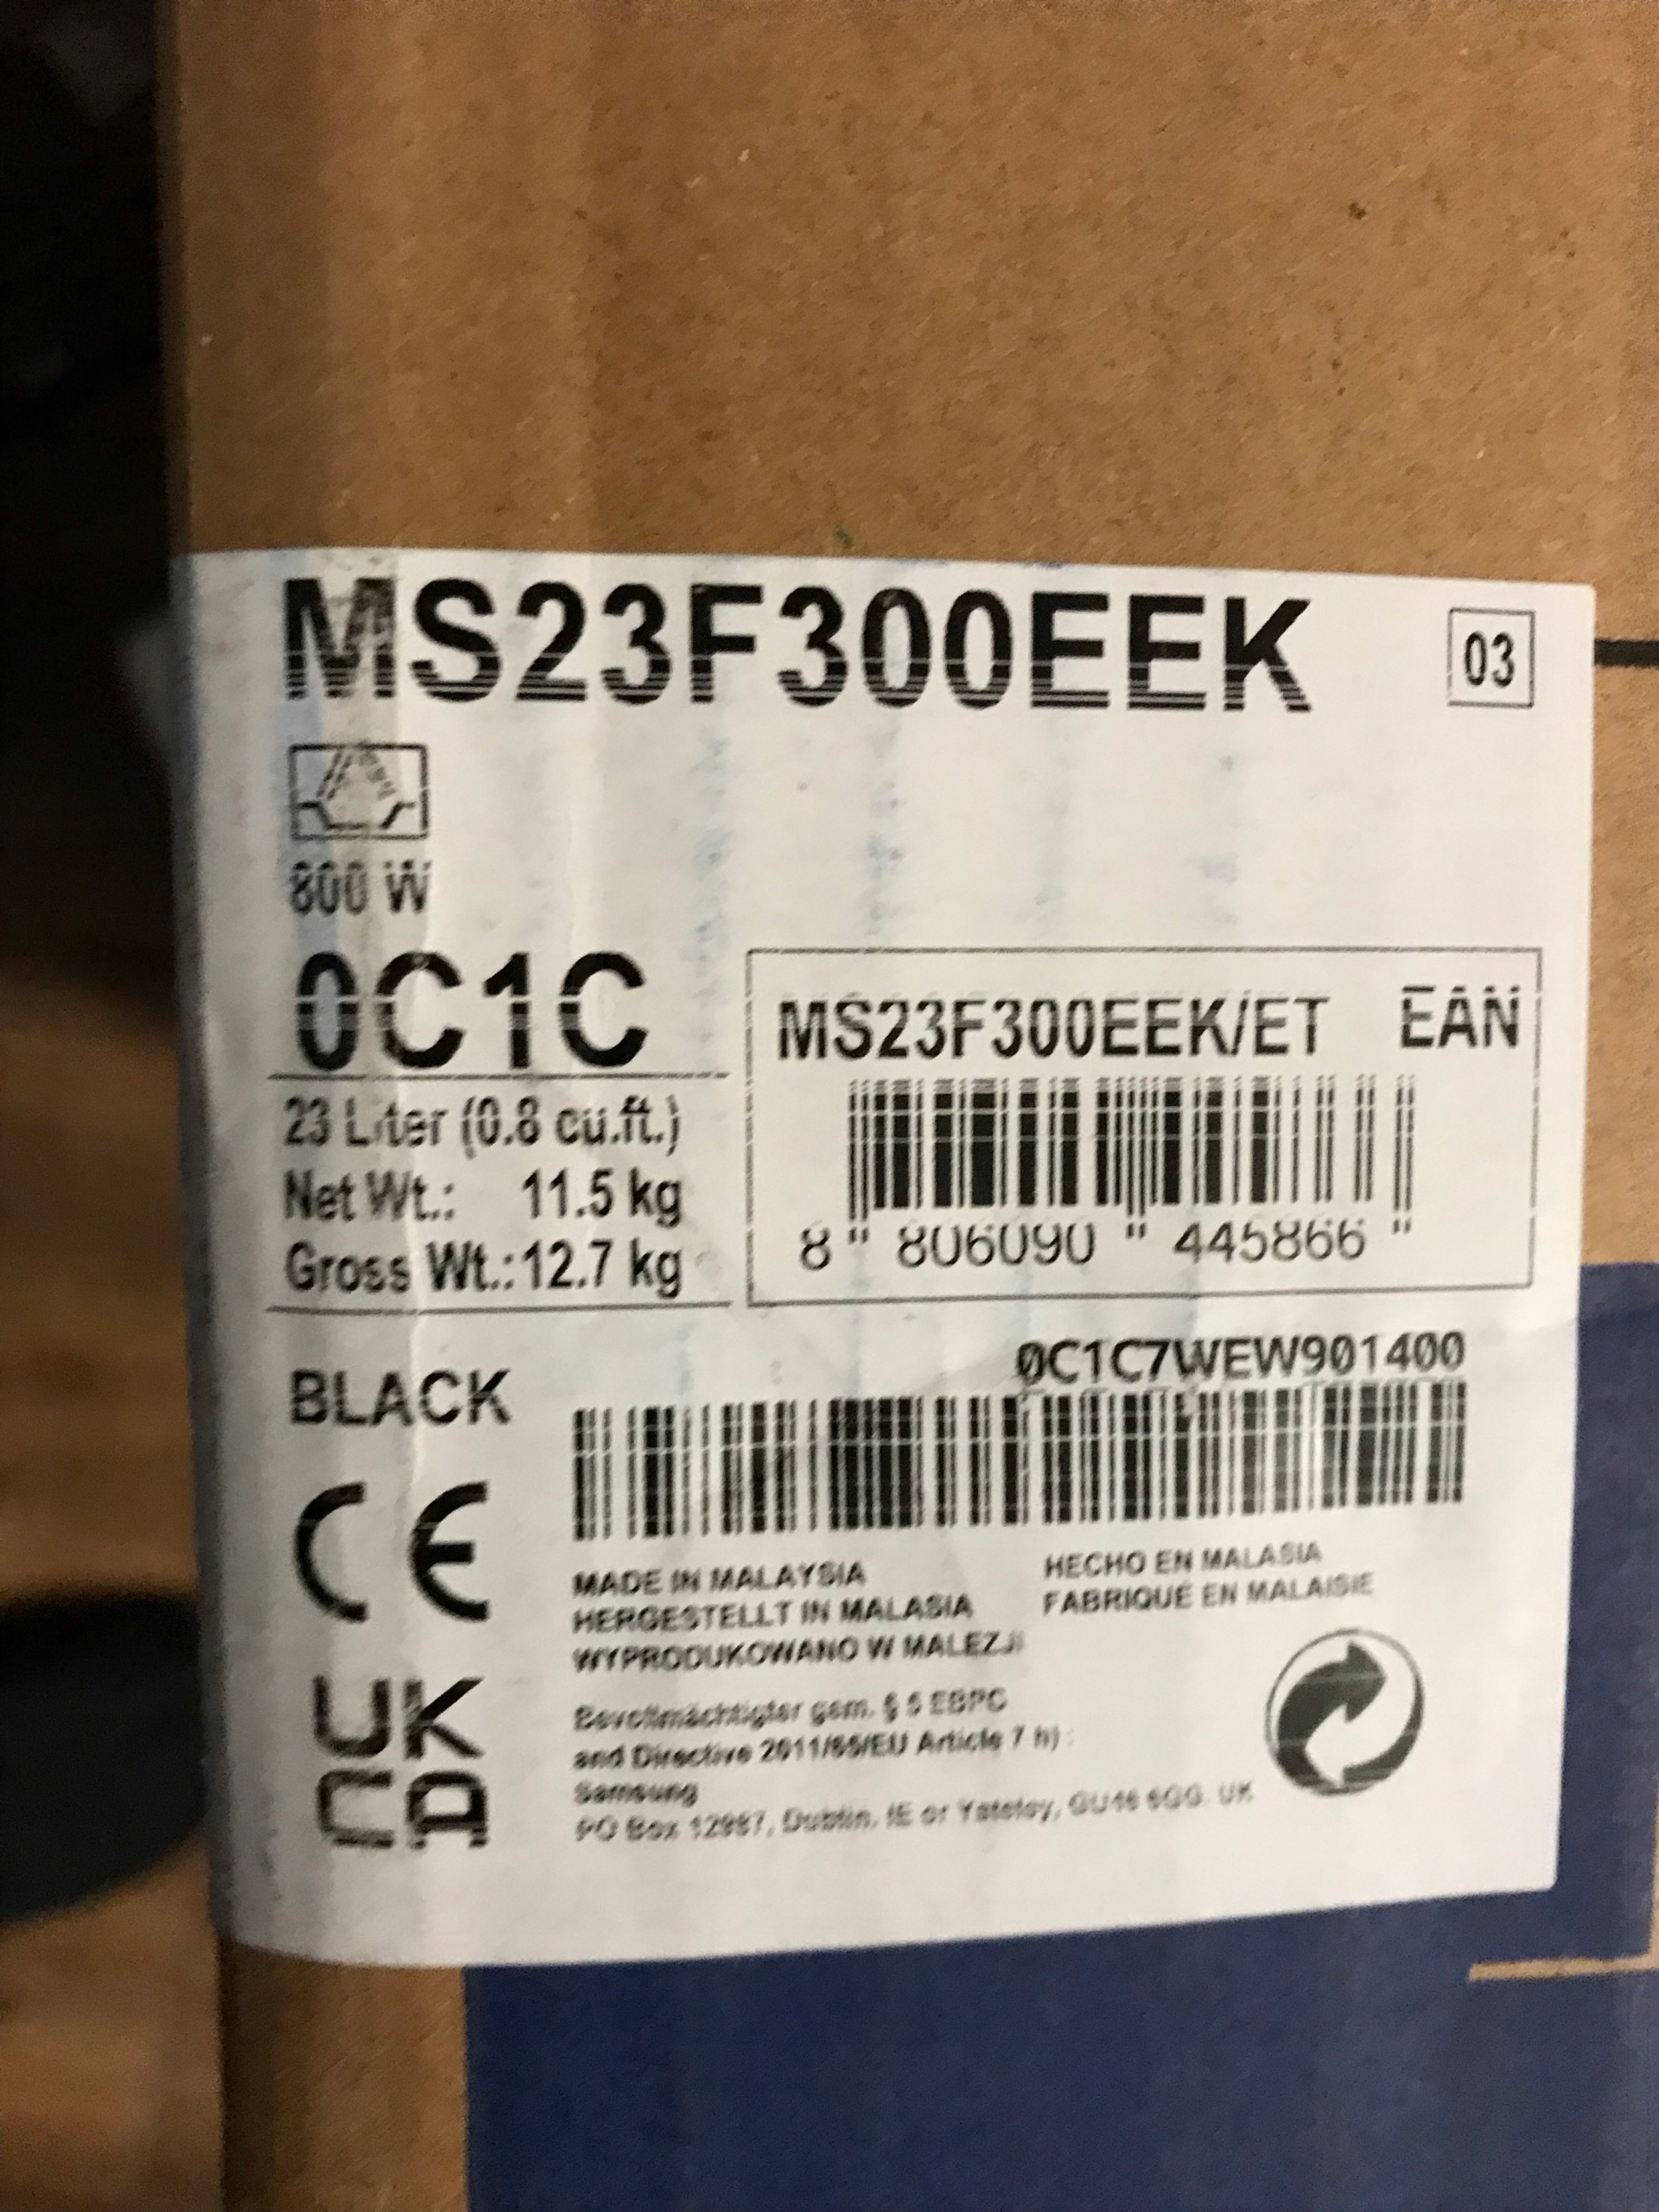 MS23F300EEK
03
800 W
0C1C
MS23F300EEK/ET EAN
23 Liter (0.8 cu.ft.)
Net Wt.: 11.5 kg
Gross Wt.: 12.7 kg
8 " 806090 " 445866 "
BLACK
0C1C7WEW901400
CE
MADE IN MALAYSIA
HERGESTELLT IN MALASIA
WYPRODUKOWANO W MALEZJI
HECHO EN MALASIA
FABRIQUÉ EN MALAISIE
UK
CA
Bevollmächtigter gem. § 6 EBPG
and Directive 2011/65/EU Article 7 h) :
Samsung
PO Box 12987, Dublin. IE or Yateley, GU46 6GG. UK